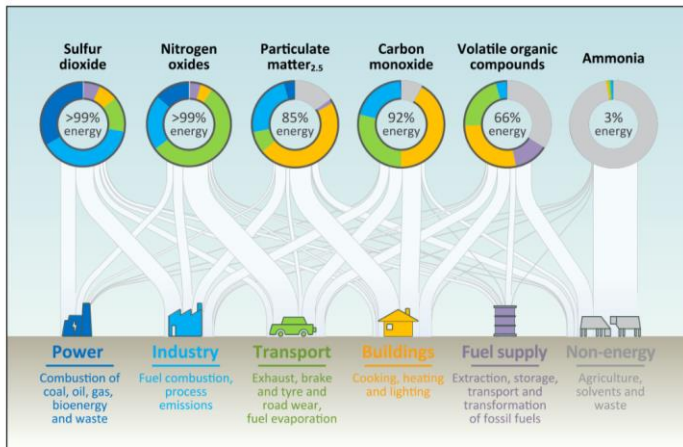 Sulfur
dioxide
Nitrogen
oxides
Particulate
matter2.5
Carbon
monoxide
Volatile organic
compounds
Ammonia
>99%
energy
>99%
energy
85%
energy
92%
energy
66%
energy
3%
energy
Power
Combustion of
coal, oil, gas,
bioenergy
and waste
Industry
Fuel combustion,
process
emissions
Transport
Exhaust, brake
and tyre and
road wear,
fuel evaporation
Buildings
Cooking, heating
and lighting
Fuel supply
Extraction, storage,
transport and
transformation
of fossil fuels
Non-energy
Agriculture,
solvents and
waste